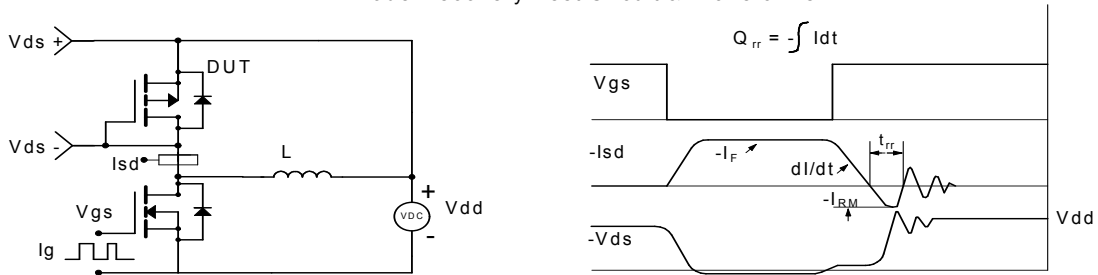 Vds +
DUT
Vds -
Isd
L
Vgs
Ig
+
VDC
-
Vdd
Q rr = -∫ Idt
Vgs
-Isd
-I F
dI/dt
t rr
-I RM
Vdd
-Vds